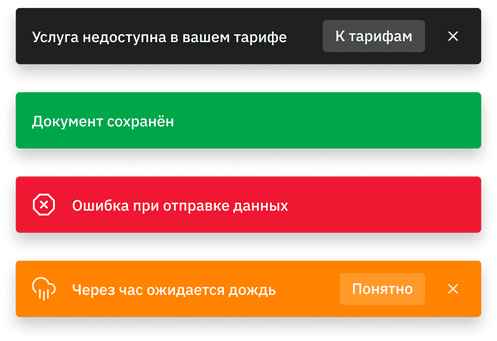 Услуга недоступна в вашем тарифе К тарифам
Документ сохранён
Ошибка при отправке данных
Через час ожидается дождь Понятно